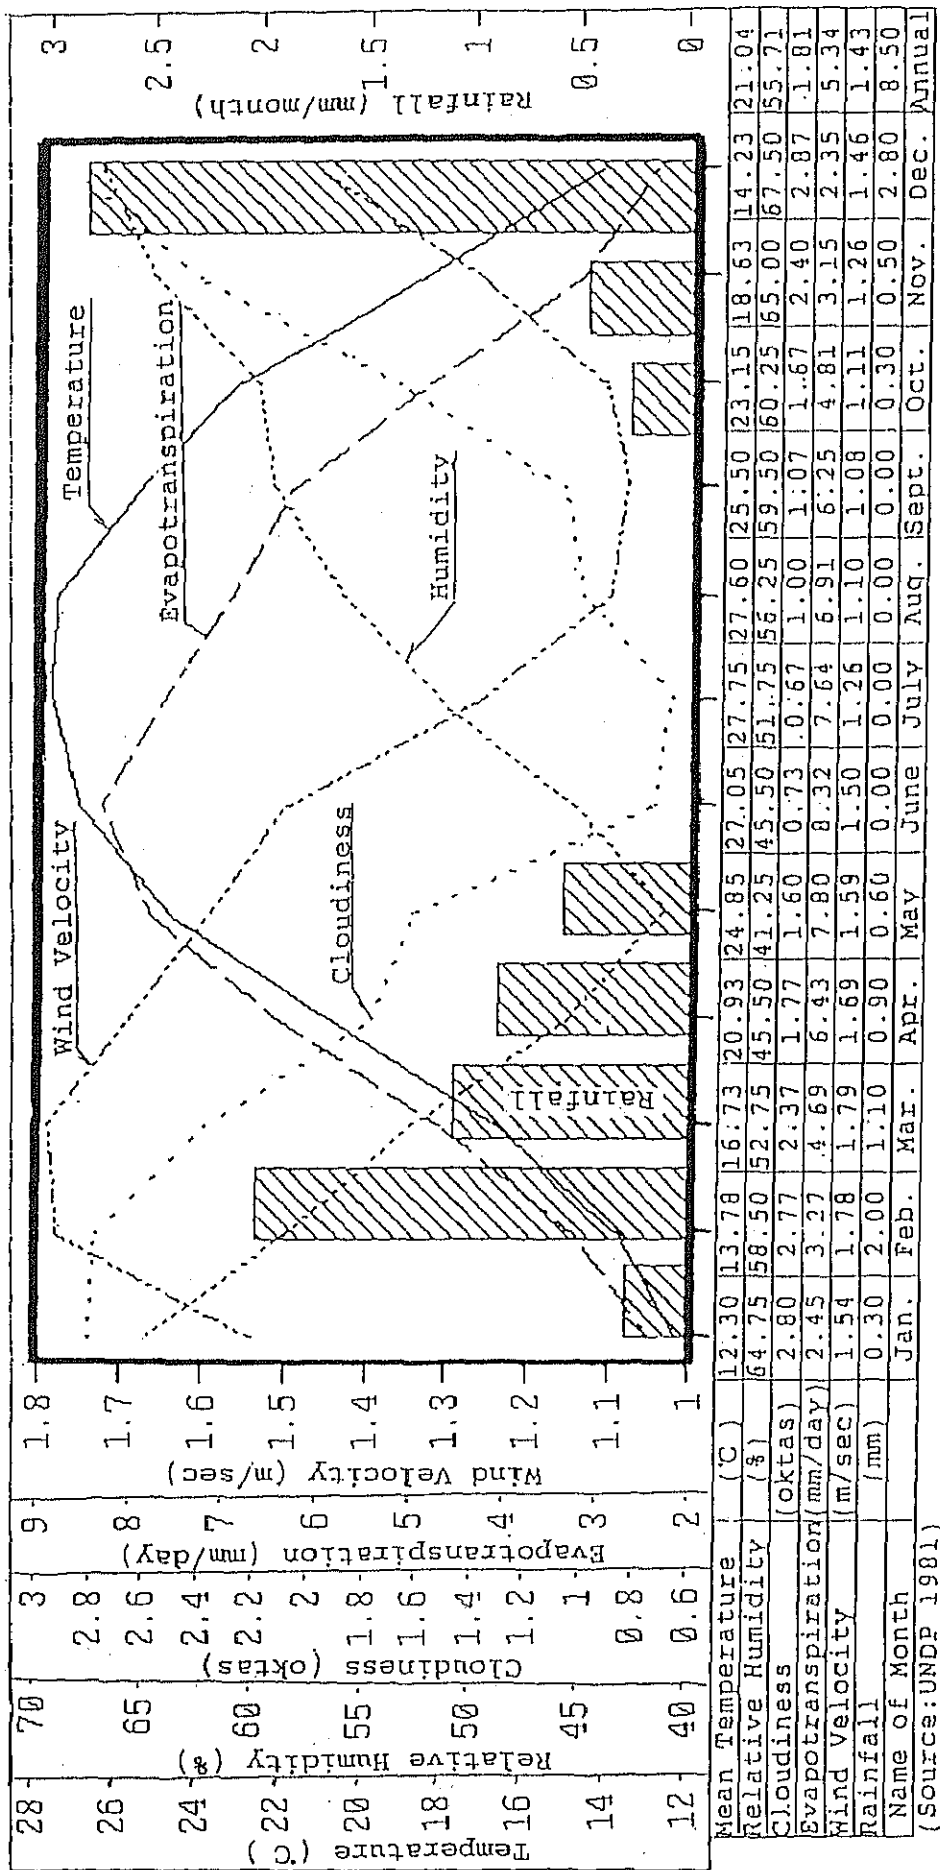 Temperature (℃)
28
26
24
22
20
18
16
14
12
Relative Humidity (%)
70
65
60
55
50
45
40
Cloudiness (oktas)
3
2.8
2.6
2.4
2.2
2
1.8
1.6
1.4
1.2
1
0.8
0.6
Evapotranspiration (mm/day)
9
8
7
6
5
4
3
2
Wind Velocity (m/sec)
1.8
1.7
1.6
1.5
1.4
1.3
1.2
1.1
1
Wind Velocity
Temperature
Evapotranspiration
Humidity
Cloudiness
Rainfall
Rainfall (mm/month)
3
2.5
2
1.5
1
0.5
0
Mean Temperature (℃) 12.30 13.78 16.73 20.93 24.85 27.05 27.75 27.60 25.50 23.15 18.63 14.23 21.04
Relative Humidity (%) 64.75 58.50 52.75 45.50 41.25 45.50 51.75 56.25 59.50 60.25 65.00 67.50 55.71
Cloudiness (oktas) 2.80 2.77 2.37 1.77 1.60 0.73 0.67 1.00 1.07 1.67 2.40 2.87 1.81
Evapotranspiration (mm/day) 2.45 3.27 4.69 6.43 7.80 8.32 7.64 6.91 6.25 4.81 3.15 2.35 5.34
Wind Velocity (m/sec) 1.54 1.78 1.79 1.69 1.59 1.50 1.26 1.10 1.08 1.11 1.26 1.46 1.43
Rainfall (mm) 0.30 2.00 1.10 0.90 0.60 0.00 0.00 0.00 0.00 0.30 0.50 2.80 8.50
Name of Month Jan. Feb. Mar. Apr. May June July Aug. Sept. Oct. Nov. Dec. Annual
(Source:UNDP 1981)